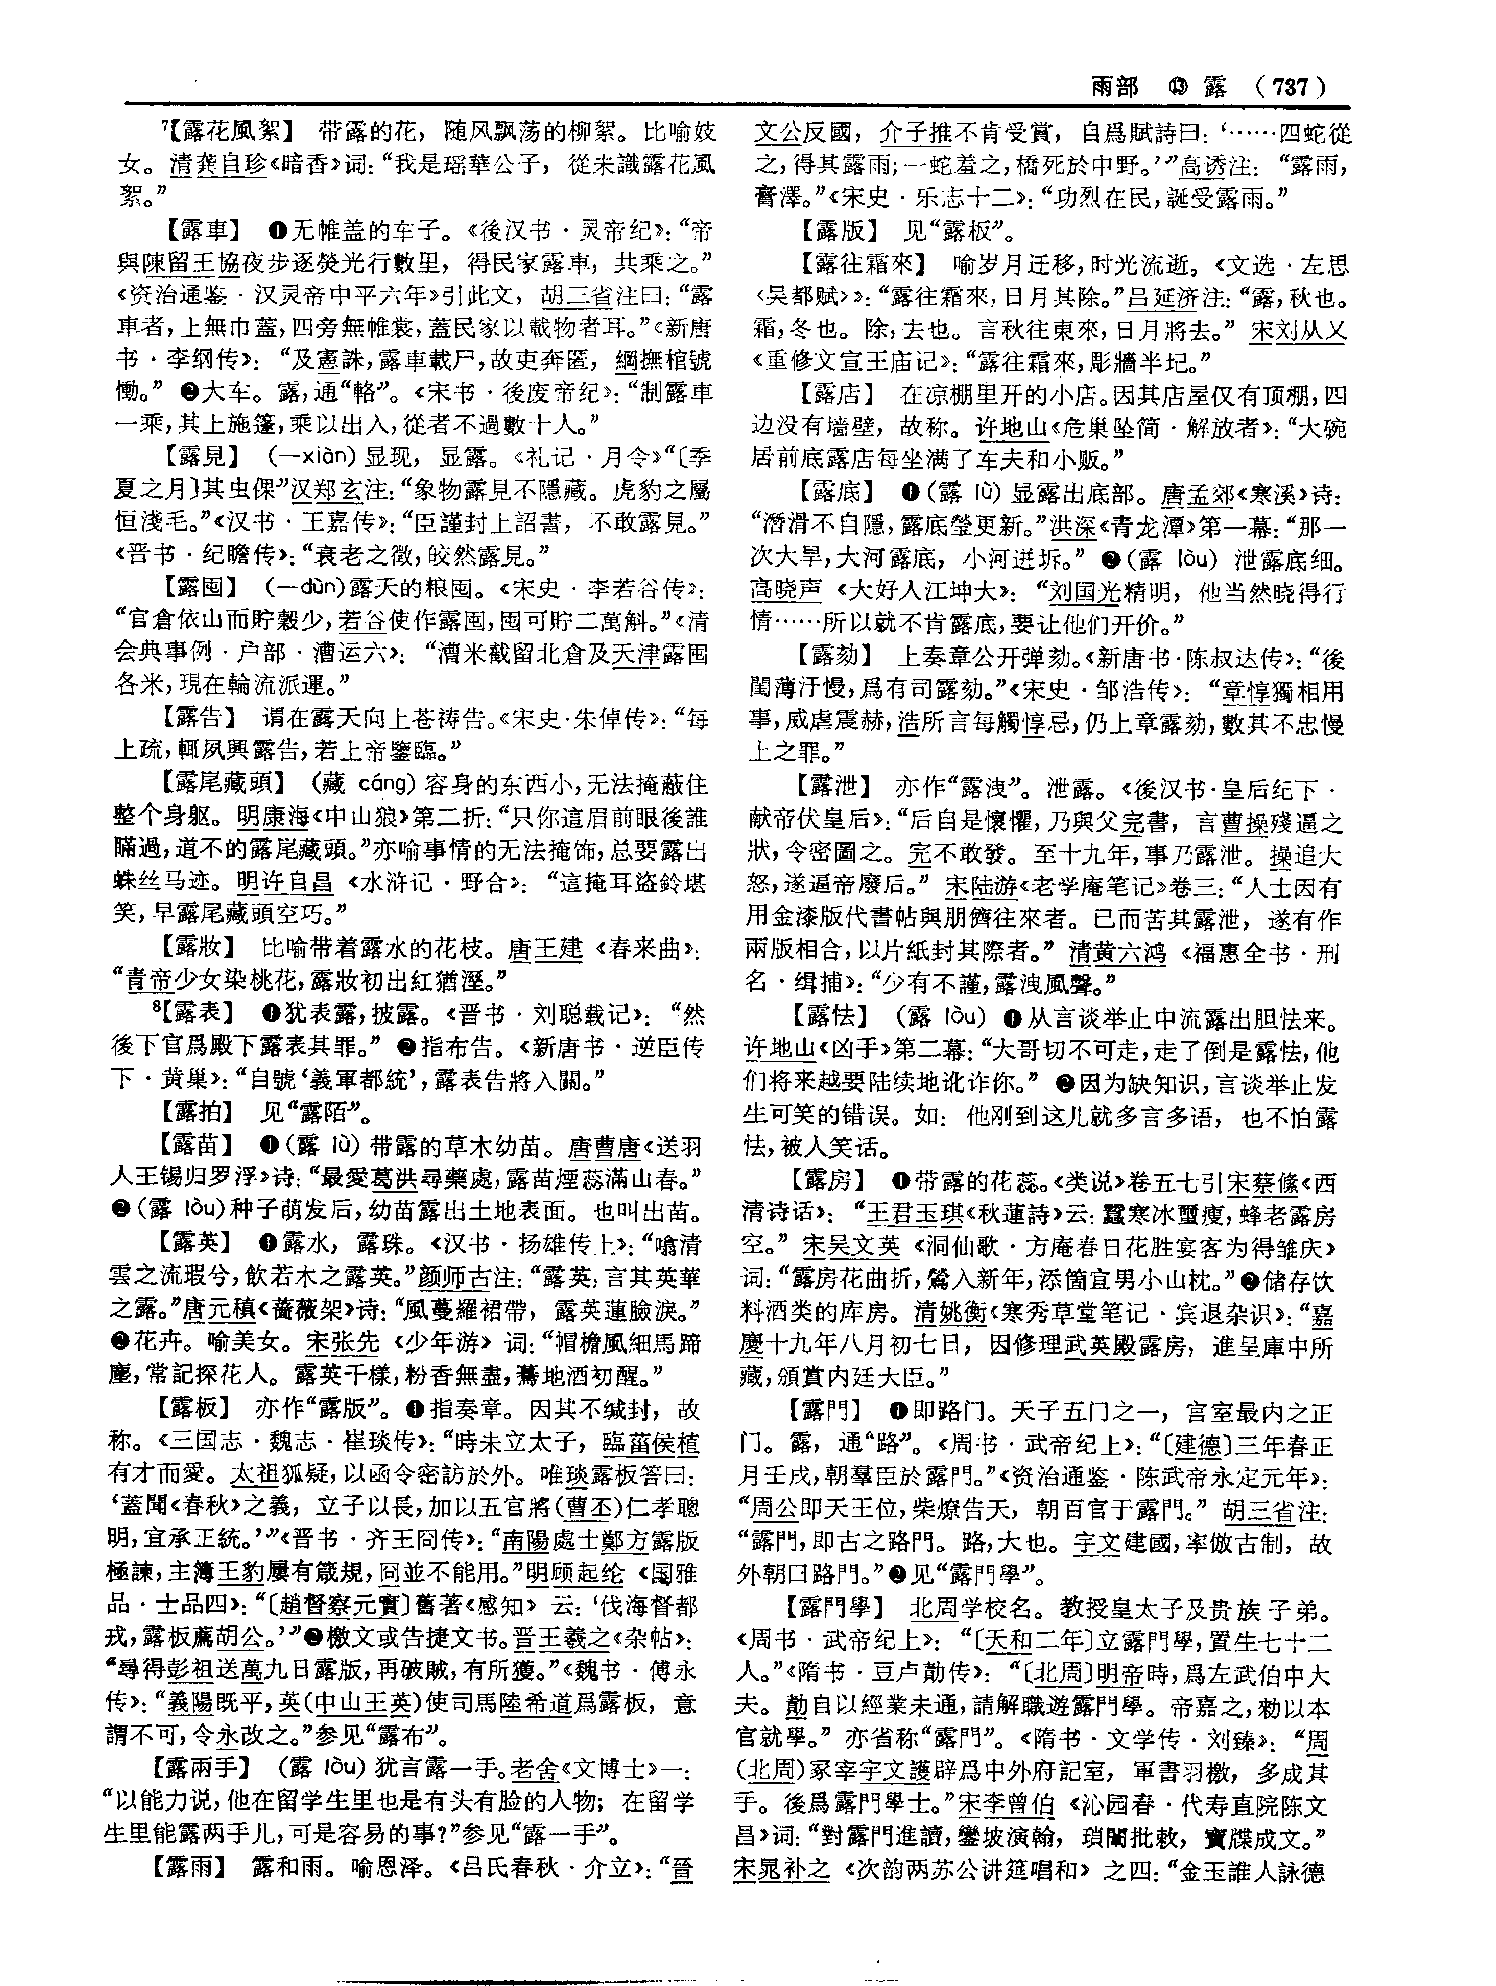 雨部 ⑬ 露 （737）
⁷【露花風絮】 带露的花，随风飘荡的柳絮。比喻妓
女。清龚自珍《暗香》词：“我是瑶華公子，從來識露花風
絮。”
【露車】 ❶无帷盖的车子。《後汉书·灵帝纪》：“帝
與陳留王協夜步逐熒光行數里，得民家露車，共乘之。”
《资治通鉴·汉灵帝中平六年》引此文，胡三省注曰：“露
車者，上無巾蓋，四旁無帷裳，蓋民家以載物者耳。”《新唐
书·李纲传》：“及憲誅，露車載尸，故吏奔匿，綱撫棺號
慟。”❷大车。露，通“輅”。《宋书·後废帝纪》：“制露車
一乘，其上施篷，乘以出入，從者不過數十人。”
【露見】 （—xiàn）显现，显露。《礼记·月令》“〔季
夏之月〕其虫倮”汉郑玄注：“象物露見不隱藏。虎豹之屬
恒淺毛。”《汉书·王嘉传》：“臣謹封上詔書，不敢露見。”
《晋书·纪瞻传》：“衰老之徵，皎然露見。”
【露囤】 （—dùn）露天的粮囤。《宋史·李若谷传》：
“官倉依山而貯穀少，若谷使作露囤，囤可貯二萬斛。”《清
会典事例·户部·漕运六》：“漕米截留北倉及天津露囤
各米，現在輪流派運。”
【露告】 谓在露天向上苍祷告。《宋史·朱倬传》：“每
上疏，輒夙興露告，若上帝鑒臨。”
【露尾藏頭】 （藏 cáng）容身的东西小，无法掩蔽住
整个身躯。明康海《中山狼》第二折：“只你這眉前眼後誰
瞞過，道不的露尾藏頭。”亦喻事情的无法掩饰，总要露出
蛛丝马迹。明许自昌《水浒记·野合》：“這掩耳盜鈴堪
笑，早露尾藏頭空巧。”
【露妝】 比喻带着露水的花枝。唐王建《春来曲》：
“青帝少女染桃花，露妝初出紅猶溼。”
⁸【露表】 ❶犹表露，披露。《晋书·刘聪载记》：“然
後下官爲殿下露表其罪。”❷指布告。《新唐书·逆臣传
下·黄巢》：“自號‘義軍都統’，露表告將入關。”
【露拍】 见“露陌”。
【露苗】 ❶（露 lù）带露的草木幼苗。唐曹唐《送羽
人王锡归罗浮》诗：“最愛葛洪尋藥處，露苗煙蕊滿山春。”
❷（露 lòu）种子萌发后，幼苗露出土地表面。也叫出苗。
【露英】 ❶露水，露珠。《汉书·扬雄传上》：“噏清
雲之流瑕兮，飲若木之露英。”颜师古注：“露英，言其英華
之露。”唐元稹《薔薇架》诗：“風蔓羅裙帶，露英蓮臉淚。”
❷花卉。喻美女。宋张先《少年游》词：“帽檐風細馬蹄
塵，常記探花人。露英千樣，粉香無盡，驀地酒初醒。”
【露板】 亦作“露版”。❶指奏章。因其不缄封，故
称。《三国志·魏志·崔琰传》：“時未立太子，臨菑侯植
有才而愛。太祖狐疑，以函令密訪於外。唯琰露板答曰：
‘蓋聞《春秋》之義，立子以長，加以五官將（曹丕）仁孝聰
明，宜承正統。’”《晋书·齐王冏传》：“南陽處士鄭方露版
極諫，主簿王豹屢有箴規，冏並不能用。”明顾起纶《国雅
品·士品四》：“〔趙督察元實〕舊著《感知》云：‘伐海督都
戎，露板薦胡公。’”❷檄文或告捷文书。晋王羲之《杂帖》：
“尋得彭祖送萬九日露版，再破賊，有所獲。”《魏书·傅永
传》：“義陽既平，英（中山王英）使司馬陸希道爲露板，意
謂不可，令永改之。”参见“露布”。
【露兩手】 （露 lòu）犹言露一手。老舍《文博士》一：
“以能力说，他在留学生里也是有头有脸的人物；在留学
生里能露两手儿，可是容易的事？”参见“露一手”。
【露雨】 露和雨。喻恩泽。《吕氏春秋·介立》：“晉
文公反國，介子推不肯受賞，自爲賦詩曰：‘……四蛇從
之，得其露雨；一蛇羞之，橋死於中野。’”高诱注：“露雨，
膏澤。”《宋史·乐志十二》：“功烈在民，誕受露雨。”
【露版】 见“露板”。
【露往霜來】 喻岁月迁移，时光流逝。《文选·左思
〈吴都赋〉》：“露往霜來，日月其除。”吕延济注：“露，秋也。
霜，冬也。除，去也。言秋往東來，日月將去。”宋刘从乂
《重修文宣王庙记》：“露往霜來，彫牆半圮。”
【露店】 在凉棚里开的小店。因其店屋仅有顶棚，四
边没有墙壁，故称。许地山《危巢坠简·解放者》：“大碗
居前底露店每坐满了车夫和小贩。”
【露底】 ❶（露 lù）显露出底部。唐孟郊《寒溪》诗：
“潛滑不自隱，露底瑩更新。”洪深《青龙潭》第一幕：“那一
次大旱，大河露底，小河迸坼。”❷（露 lòu）泄露底细。
高晓声《大好人江坤大》：“刘国光精明，他当然晓得行
情……所以就不肯露底，要让他们开价。”
【露劾】 上奏章公开弹劾。《新唐书·陈叔达传》：“後
閨薄汙慢，爲有司露劾。”《宋史·邹浩传》：“章惇獨相用
事，威虐震赫，浩所言每觸惇忌，仍上章露劾，數其不忠慢
上之罪。”
【露泄】 亦作“露洩”。泄露。《後汉书·皇后纪下·
献帝伏皇后》：“后自是懷懼，乃與父完書，言曹操殘逼之
狀，令密圖之。完不敢發。至十九年，事乃露泄。操追大
怒，遂逼帝廢后。”宋陆游《老学庵笔记》卷三：“人士因有
用金漆版代書帖與朋儕往來者。已而苦其露泄，遂有作
兩版相合，以片紙封其際者。”清黄六鸿《福惠全书·刑
名·缉捕》：“少有不謹，露洩風聲。”
【露怯】 （露 lòu）❶从言谈举止中流露出胆怯来。
许地山《凶手》第二幕：“大哥切不可走，走了倒是露怯，他
们将来越要陆续地讹诈你。”❷因为缺知识，言谈举止发
生可笑的错误。如：他刚到这儿就多言多语，也不怕露
怯，被人笑话。
【露房】 ❶带露的花蕊。《类说》卷五七引宋蔡絛《西
清诗话》：“王君玉琪《秋蓮詩》云：蠶寒冰璽瘦，蜂老露房
空。”宋吴文英《洞仙歌·方庵春日花胜宴客为得雏庆》
词：“露房花曲折，鶯入新年，添箇宜男小山枕。”❷储存饮
料酒类的库房。清姚衡《寒秀草堂笔记·宾退杂识》：“嘉
慶十九年八月初七日，因修理武英殿露房，進呈庫中所
藏，頒賞内廷大臣。”
【露門】 ❶即路门。天子五门之一，宫室最内之正
门。露，通“路”。《周书·武帝纪上》：“〔建德〕三年春正
月壬戌，朝羣臣於露門。”《资治通鉴·陈武帝永定元年》：
“周公即天王位，柴燎告天，朝百官于露門。”胡三省注：
“露門，即古之路門。路，大也。宇文建國，率倣古制，故
外朝曰路門。”❷见“露門學”。
【露門學】 北周学校名。教授皇太子及贵族子弟。
《周书·武帝纪上》：“〔天和二年〕立露門學，置生七十二
人。”《隋书·豆卢勣传》：“〔北周〕明帝時，爲左武伯中大
夫。勣自以經業未通，請解職遊露門學。帝嘉之，勑以本
官就學。”亦省称“露門”。《隋书·文学传·刘臻》：“周
（北周）冢宰宇文護辟爲中外府記室，軍書羽檄，多成其
手。後爲露門學士。”宋李曾伯《沁园春·代寿直院陈文
昌》词：“對露門進讀，鑾坡演翰，瑣闥批敕，寶牒成文。”
宋晁补之《次韵两苏公讲筵唱和》之四：“金玉誰人詠德